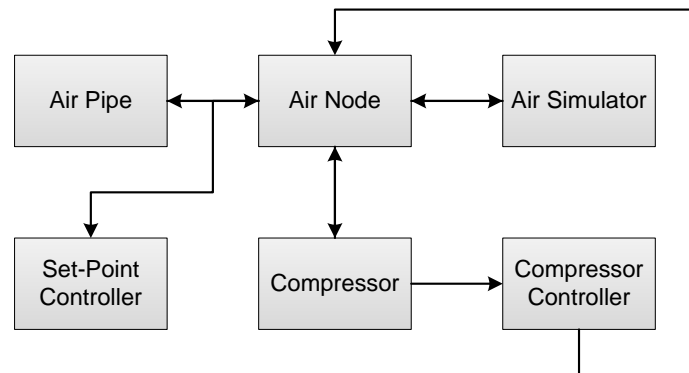 Air Pipe
Air Node
Air Simulator
Set-Point
Controller
Compressor
Compressor
Controller